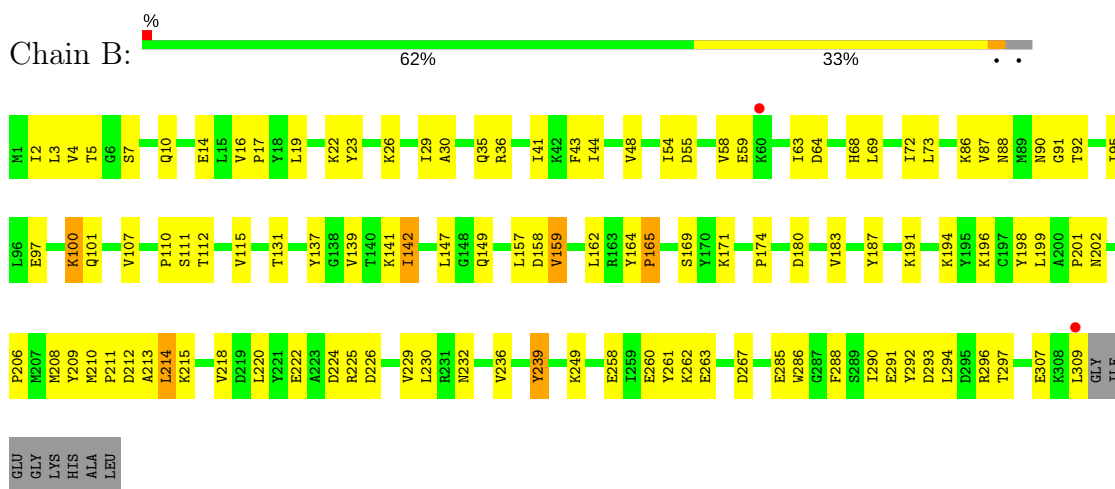 %
Chain B:
62% 33%
M1 I2 L3 V4 T5 G6 S7 Q10 E14 L15 V16 P17 Y18 L19 K22 Y23 K26 I29 A30 Q35 R36 I41 K42 F43 I44 V48 I54 D55 V58 E59 K60 I63 D64 H68 L69 I72 L73 K86 V87 N88 M89 N90 G91 T92 I95
L96 E97 K100 Q101 V107 P110 S111 T112 V115 T131 Y137 G138 V139 T140 K141 I142 L147 G148 Q149 L157 D158 V159 L162 R163 Y164 P165 S169 Y170 K171 P174 D180 V183 Y187 K191 K194 Y195 K196 C197 Y198 L199 A200 P201 N202
P206 M207 M208 Y209 M210 P211 D212 A213 L214 K215 V218 D219 L220 Y221 E222 A223 D224 R225 D226 V229 L230 R231 N232 V236 Y239 K249 E258 I259 E260 Y261 K262 E263 D267 E285 W286 G287 F288 S289 I290 E291 Y292 D293 L294 D295 R296 T297 E307 K308 L309 GLY ILE
GLU GLY LYS HIS ALA LEU